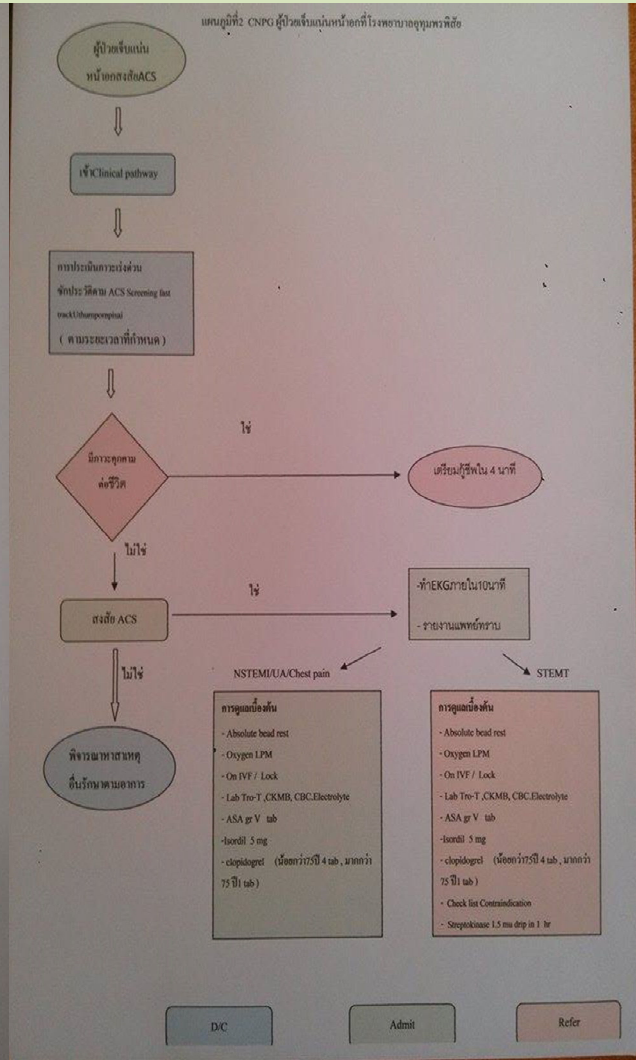 แผนภูมิที่2 CNPG ผู้ป่วยเจ็บแน่นหน้าอกที่โรงพยาบาลอุทุมพรพิสัย
ผู้ป่วยเจ็บแน่น
หน้าอกสงสัยACS
เข้าClinical pathway
การประเมินภาวะเร่งด่วน
ซักประวัติตาม ACS Screening fast
trackUthumpornpisai
( ตามระยะเวลาที่กำหนด )
ใช่
มีภาวะคุกคาม
ต่อชีวิต
เตรียมกู้ชีพใน 4 นาที
ไม่ใช่
สงสัย ACS
ใช่
-ทำEKGภายใน10นาที
- รายงานแพทย์ทราบ
ไม่ใช่
พิจารณาหาสาเหตุ
อื่นรักษาตามอาการ
NSTEMI/UA/Chest pain
การดูแลเบื้องต้น
- Absolute bead rest
- Oxygen LPM
- On IVF / Lock
- Lab Tro-T ,CKMB, CBC,Electrolyte
- ASA gr V tab
-Isordil 5 mg
- clopidogrel (น้อยกว่า75ปี 4 tab , มากกว่า
75 ปี1 tab )
STEMT
การดูแลเบื้องต้น
- Absolute bead rest
- Oxygen LPM
- On IVF / Lock
- Lab Tro-T ,CKMB, CBC,Electrolyte
- ASA gr V tab
-Isordil 5 mg
- clopidogrel (น้อยกว่า75ปี 4 tab , มากกว่า
75 ปี1 tab )
- Check list Contraindication
- Streptokinase 1.5 mu drip in 1 hr
D/C
Admit
Refer